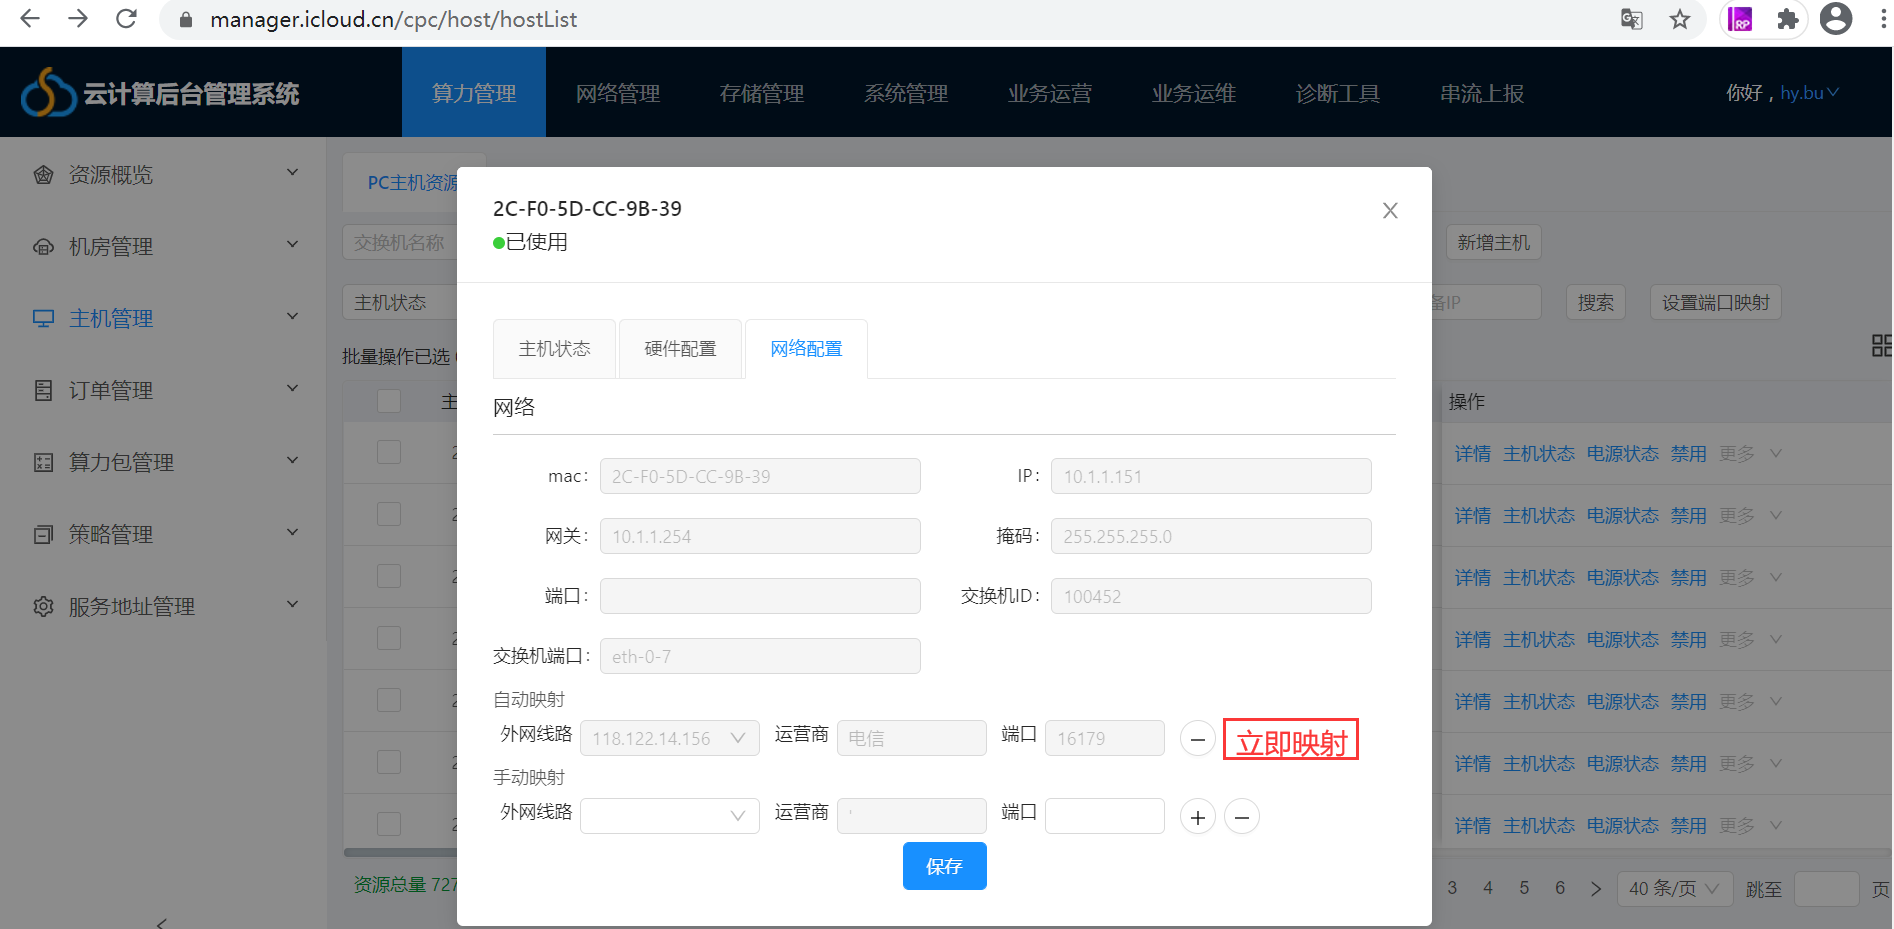 manager.icloud.cn/cpc/host/hostList
云计算后台管理系统
算力管理 网络管理 存储管理 系统管理 业务运营 业务运维 诊断工具 串流上报
你好，hy.bu
资源概览
机房管理
主机管理
订单管理
算力包管理
策略管理
服务地址管理
PC主机资源
交换机名称
新增主机
主机状态
备IP 搜索 设置端口映射
批量操作已选
主 操作
2C-F0-5D-CC-9B-39
已使用
主机状态 硬件配置 网络配置
网络
mac: 2C-F0-5D-CC-9B-39 IP: 10.1.1.151
网关: 10.1.1.254 掩码: 255.255.255.0
端口: 交换机ID: 100452
交换机端口: eth-0-7
自动映射
外网线路 118.122.14.156 运营商 电信 端口 16179 立即映射
手动映射
外网线路 运营商 端口
保存
详情 主机状态 电源状态 禁用 更多
详情 主机状态 电源状态 禁用 更多
详情 主机状态 电源状态 禁用 更多
详情 主机状态 电源状态 禁用 更多
详情 主机状态 电源状态 禁用 更多
详情 主机状态 电源状态 禁用 更多
详情 主机状态 电源状态 禁用 更多
资源总量 727
3 4 5 6 40 条/页 跳至 页